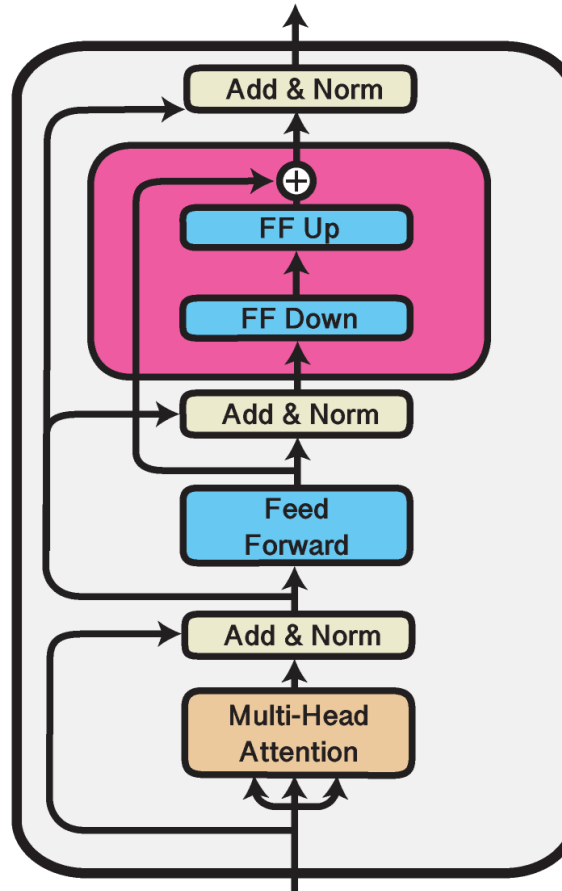 Add & Norm
+
FF Up
FF Down
Add & Norm
Feed
Forward
Add & Norm
Multi-Head
Attention